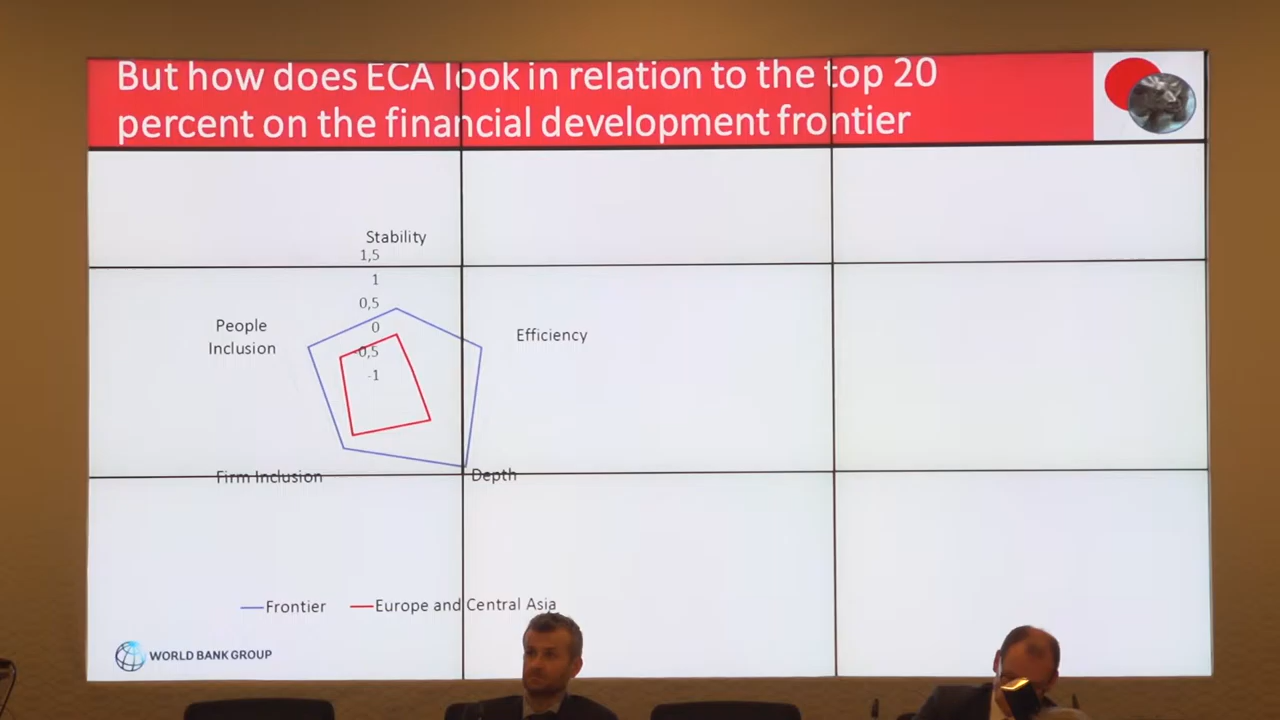 But how does ECA look in relation to the top 20
percent on the financial development frontier
Stability
1,5
1
0,5
0
-0,5
-1
People
Inclusion
Efficiency
Firm Inclusion
Depth
Frontier
Europe and Central Asia
WORLD BANK GROUP